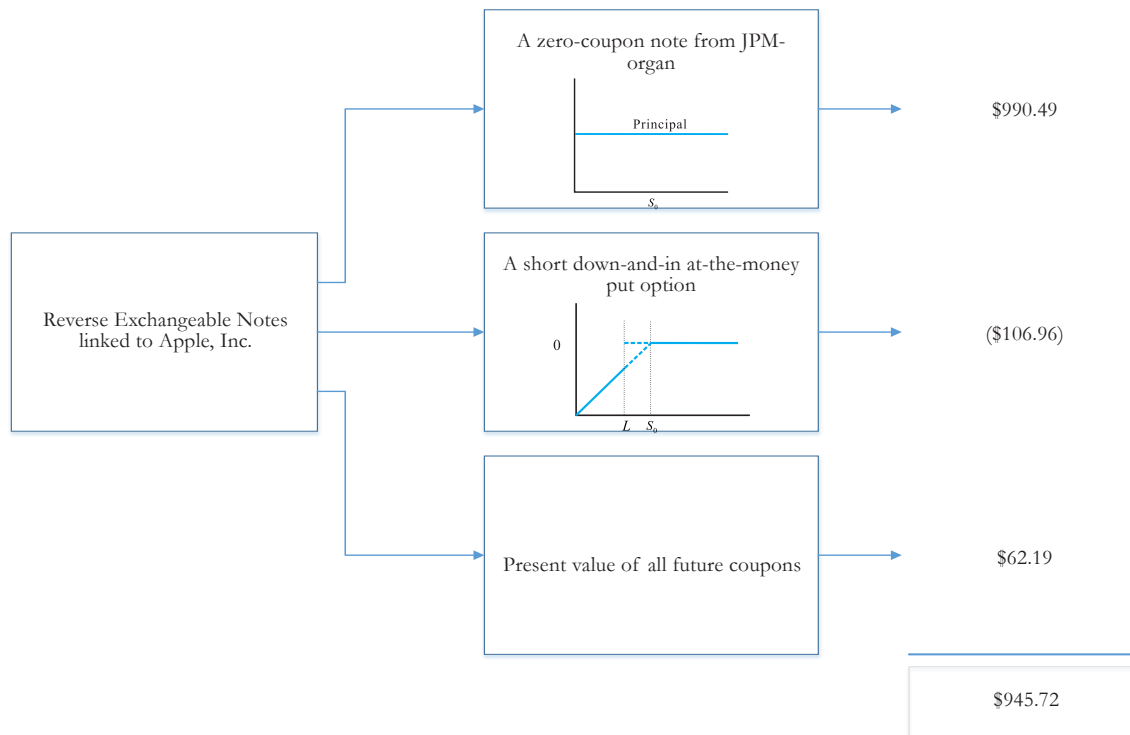 A zero-coupon note from JPM-
organ
Principal
S₀
$990.49
Reverse Exchangeable Notes
linked to Apple, Inc.
A short down-and-in at-the-money
put option
0
L S₀
($106.96)
Present value of all future coupons
$62.19
$945.72